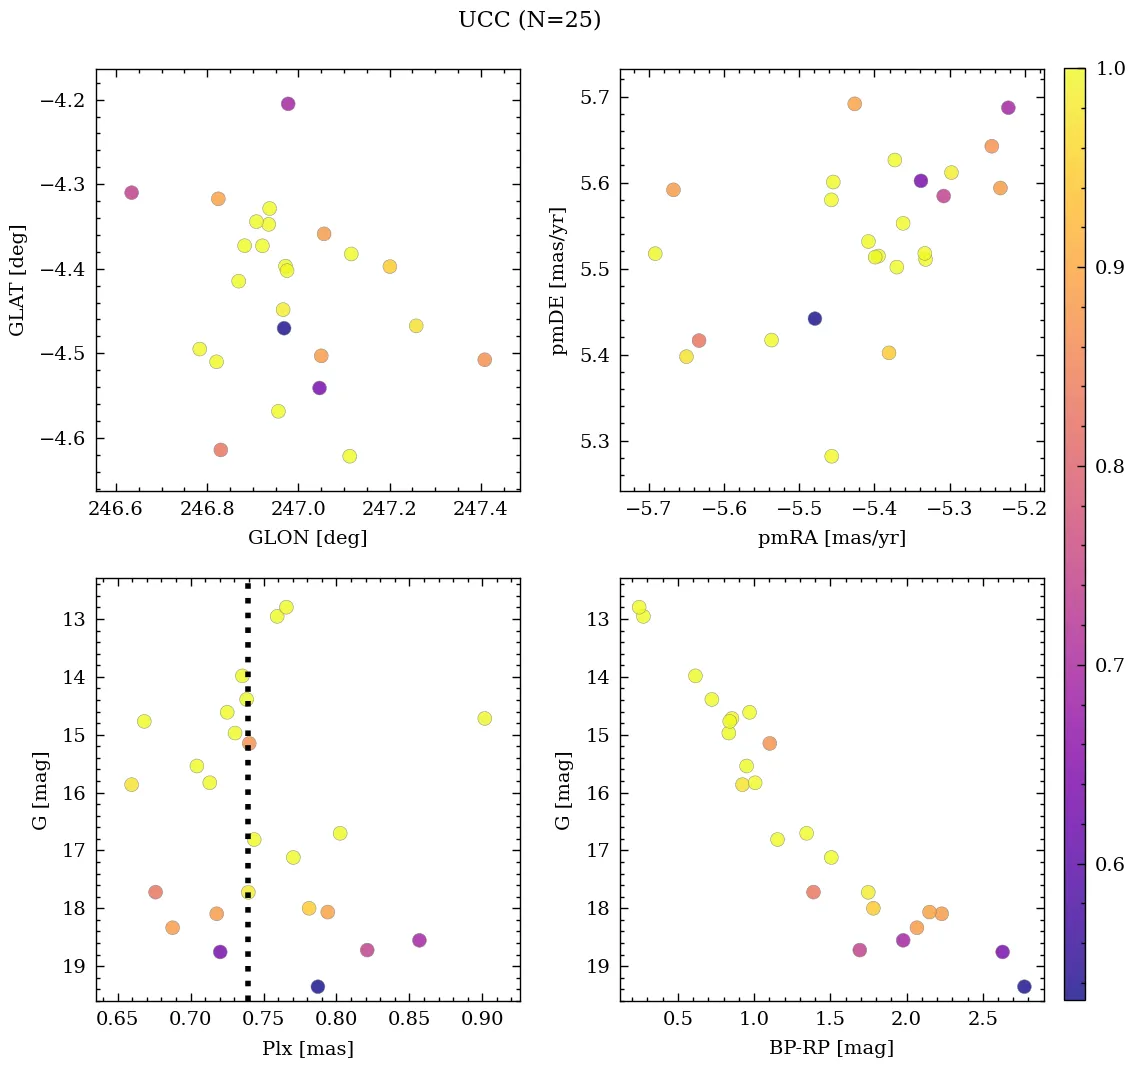 UCC (N=25)
−4.2
−4.3
−4.4
−4.5
−4.6
GLAT [deg]
246.6 246.8 247.0 247.2 247.4
GLON [deg]
5.7
5.6
5.5
5.4
5.3
pmDE [mas/yr]
−5.7 −5.6 −5.5 −5.4 −5.3 −5.2
pmRA [mas/yr]
1.0
0.9
0.8
0.7
0.6
13
14
15
16
17
18
19
G [mag]
0.65 0.70 0.75 0.80 0.85 0.90
Plx [mas]
13
14
15
16
17
18
19
G [mag]
0.5 1.0 1.5 2.0 2.5
BP-RP [mag]